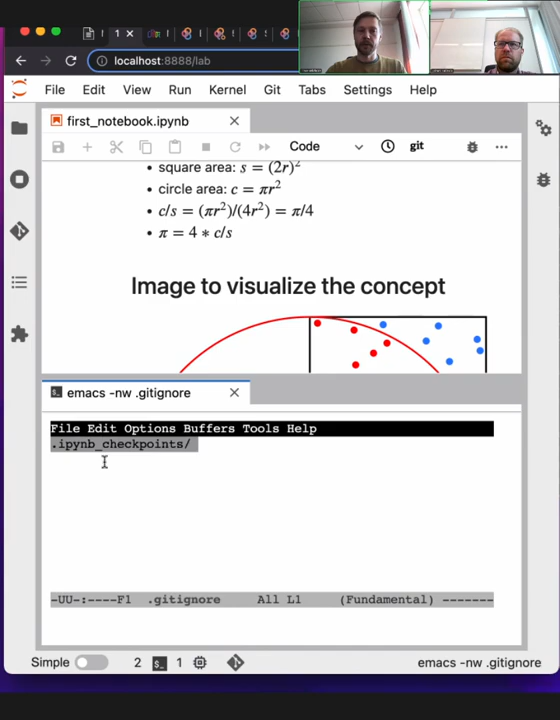 1
localhost:8888/lab
File Edit View Run Kernel Git Tabs Settings Help
first_notebook.ipynb
Code git
• square area: s = (2r)²
• circle area: c = πr²
• c/s = (πr²)/(4r²) = π/4
• π = 4 * c/s
Image to visualize the concept
emacs -nw .gitignore
File Edit Options Buffers Tools Help
.ipynb_checkpoints/
-UU-:----F1 .gitignore All L1 (Fundamental) -------
Simple 2 1 emacs -nw .gitignore